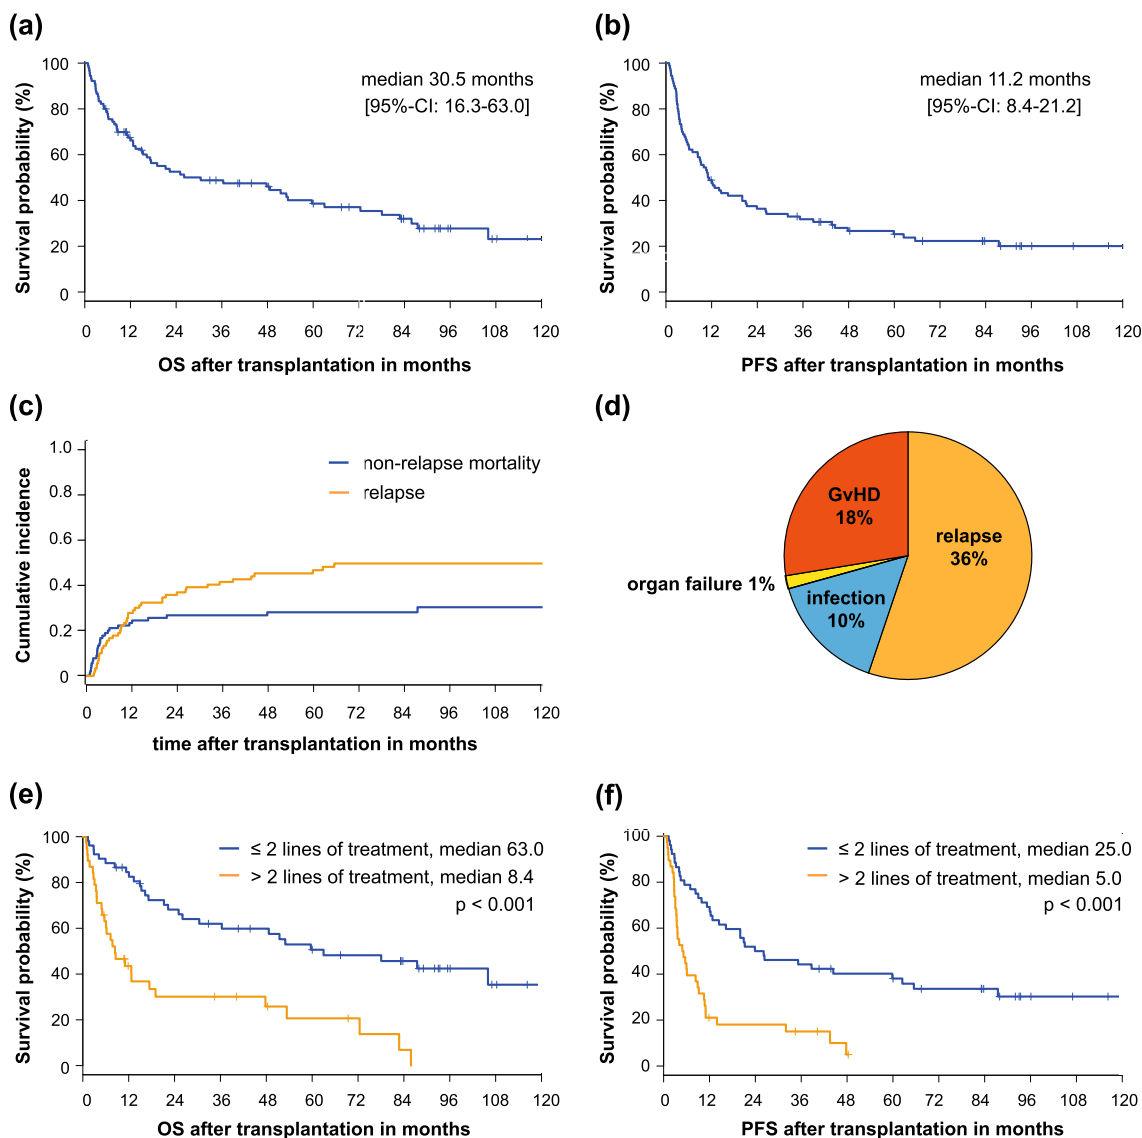 (a)
median 30.5 months
[95%-CI: 16.3-63.0]
Survival probability (%)
100
80
60
40
20
0
0 12 24 36 48 60 72 84 96 108 120
OS after transplantation in months
(b)
median 11.2 months
[95%-CI: 8.4-21.2]
Survival probability (%)
100
80
60
40
20
0
0 12 24 36 48 60 72 84 96 108 120
PFS after transplantation in months
(c)
non-relapse mortality
relapse
Cumulative incidence
1.0
0.8
0.6
0.4
0.2
0
0 12 24 36 48 60 72 84 96 108 120
time after transplantation in months
(d)
GvHD
18%
relapse
36%
organ failure 1%
infection
10%
(e)
≤ 2 lines of treatment, median 63.0
> 2 lines of treatment, median 8.4
p < 0.001
Survival probability (%)
100
80
60
40
20
0
0 12 24 36 48 60 72 84 96 108 120
OS after transplantation in months
(f)
≤ 2 lines of treatment, median 25.0
> 2 lines of treatment, median 5.0
p < 0.001
Survival probability (%)
100
80
60
40
20
0
0 12 24 36 48 60 72 84 96 108 120
PFS after transplantation in months